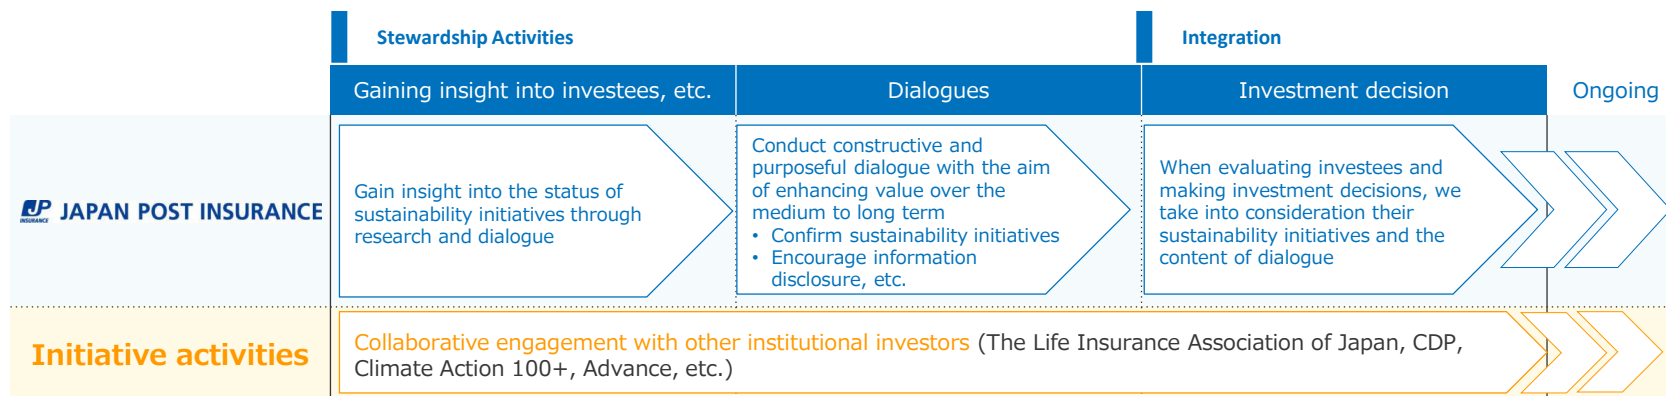 Stewardship Activities
Integration
Gaining insight into investees, etc.
Dialogues
Investment decision
Ongoing
JP INSURANCE JAPAN POST INSURANCE
Gain insight into the status of
sustainability initiatives through
research and dialogue
Conduct constructive and
purposeful dialogue with the aim
of enhancing value over the
medium to long term
• Confirm sustainability initiatives
• Encourage information
disclosure, etc.
When evaluating investees and
making investment decisions, we
take into consideration their
sustainability initiatives and the
content of dialogue
Initiative activities
Collaborative engagement with other institutional investors (The Life Insurance Association of Japan, CDP,
Climate Action 100+, Advance, etc.)